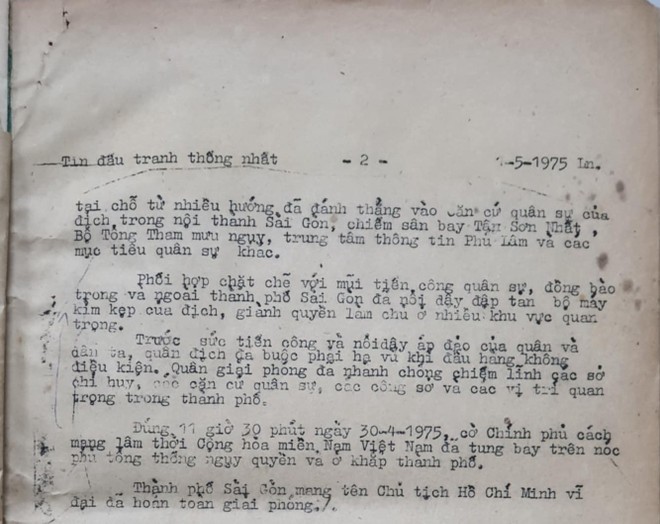 Tin đấu tranh thống nhất - 2 - 1-5-1975 Ln.
tại chỗ từ nhiều hướng đã đánh thẳng vào căn cứ quân sự của
địch trong nội thành Sài Gòn, chiếm sân bay Tân Sơn Nhất,
Bộ Tổng Tham mưu ngụy, trung tâm thông tin Phú Lâm và các
mục tiêu quân sự khác.
Phối hợp chặt chẽ với mũi tiến công quân sự, đồng bào
trong và ngoài thành phố Sài Gòn đã nổi dậy đập tan bộ máy
kìm kẹp của địch, giành quyền làm chủ ở nhiều khu vực quan
trọng.
Trước sức tiến công và nổi dậy áp đảo của quân và
dân ta, quân địch đã buộc phải hạ vũ khí đầu hàng không
điều kiện. Quân giải phóng đã nhanh chóng chiếm lĩnh các sở
chỉ huy, các căn cứ quân sự, các công sở và các vị trí quan
trọng trong thành phố.
Đúng 11 giờ 30 phút ngày 30-4-1975, cờ Chính phủ cách
mạng lâm thời Cộng hòa miền Nam Việt Nam đã tung bay trên nóc
phủ tổng thống ngụy quyền và ở khắp thành phố.
Thành phố Sài Gòn mang tên Chủ tịch Hồ Chí Minh vĩ
đại đã hoàn toàn giải phóng./.